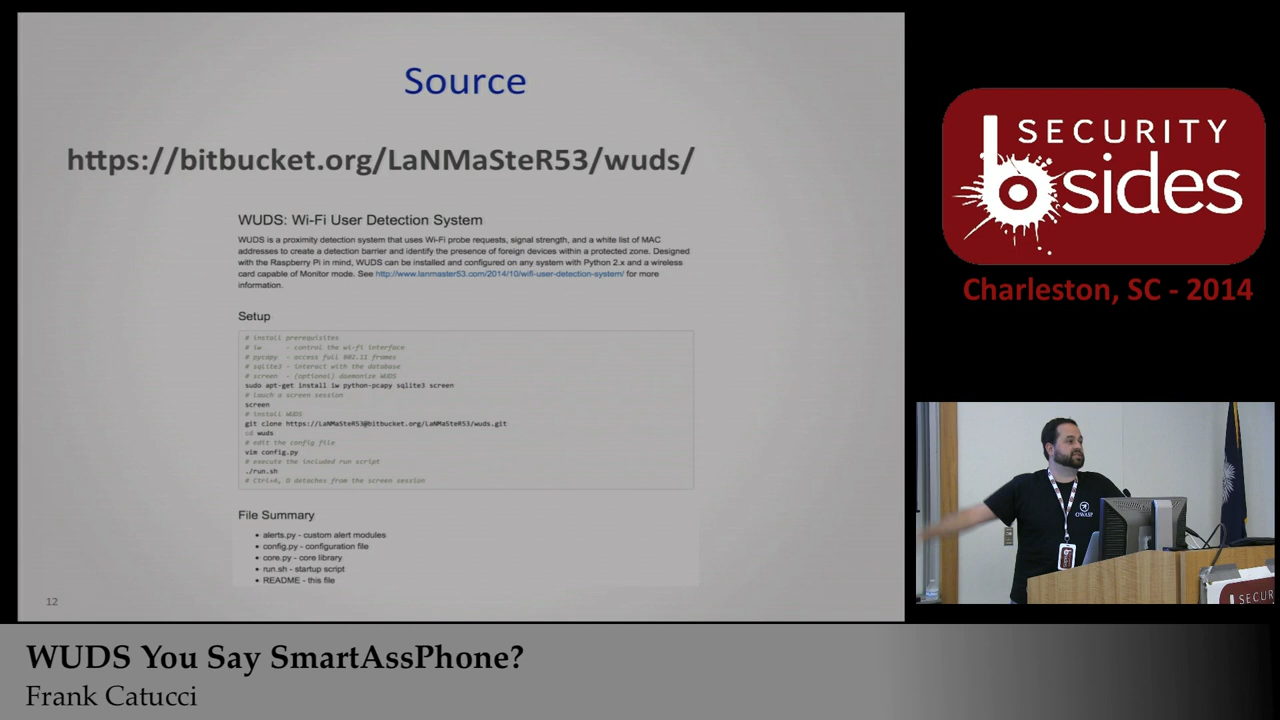 Source
https://bitbucket.org/LaNMaSteR53/wuds/
WUDS: Wi-Fi User Detection System
WUDS is a proximity detection system that uses Wi-Fi probe requests, signal strength, and a white list of MAC
addresses to create a detection barrier and identify the presence of foreign devices within a protected zone. Designed
with the Raspberry Pi in mind, WUDS can be installed and configured on any system with Python 2.x and a wireless
card capable of Monitor mode. See http://www.lanmaster53.com/2014/10/wifi-user-detection-system/ for more
information.
Setup
# install prerequisites
# iw - control the wi-fi interface
# pycapy - access full 802.11 frames
# sqlite3 - interact with the database
# screen - (optional) daemonize WUDS
sudo apt-get install iw python-pcapy sqlite3 screen
# lauch a screen session
screen
# install WUDS
git clone https://LaNMaSteR53@bitbucket.org/LaNMaSteR53/wuds.git
cd wuds
# edit the config file
vim config.py
# execute the included run script
./run.sh
# Ctrl+A, D detaches from the screen session
File Summary
• alerts.py - custom alert modules
• config.py - configuration file
• core.py - core library
• run.sh - startup script
• README - this file
12
SECURITY
bsides
Charleston, SC - 2014
OWASP
SECUR
WUDS You Say SmartAssPhone?
Frank Catucci